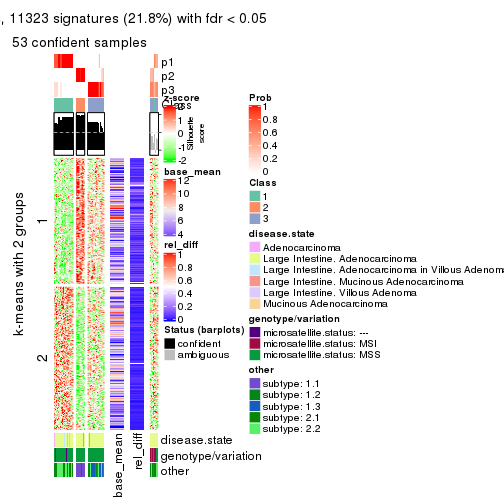 , 11323 signatures (21.8%) with fdr < 0.05
53 confident samples
p1
p2
p3
Class
z-score
2
1
0
-1
-2
Silhouette
score
k-means with 2 groups
1
2
base_mean
12
10
8
6
4
rel_diff
1
0.8
0.6
0.4
0.2
0
Status (barplots)
confident
ambiguous
disease.state
genotype/variation
other
base_mean
rel_diff
Prob
1
0.8
0.6
0.4
0.2
0
Class
1
2
3
disease.state
Adenocarcinoma
Large Intestine. Adenocarcinoma
Large Intestine. Adenocarcinoma in Villous Adenom
Large Intestine. Mucinous Adenocarcinoma
Large Intestine. Villous Adenoma
Mucinous Adenocarcinoma
genotype/variation
microsatellite.status: ---
microsatellite.status: MSI
microsatellite.status: MSS
other
subtype: 1.1
subtype: 1.2
subtype: 1.3
subtype: 2.1
subtype: 2.2